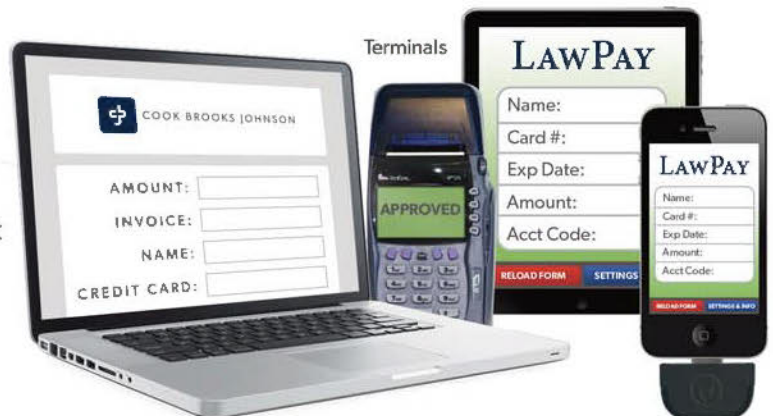 Terminals
COOK BROOKS JOHNSON
AMOUNT:
INVOICE:
NAME:
CREDIT CARD:
APPROVED
LAWPAY
Name:
Card #:
Exp Date:
Amount:
Acct Code:
RELOAD FORM SETTINGS
LAWPAY
Name:
Card #:
Exp Date:
Amount:
Acct Code:
RELOAD FORM SETTINGS & INFO